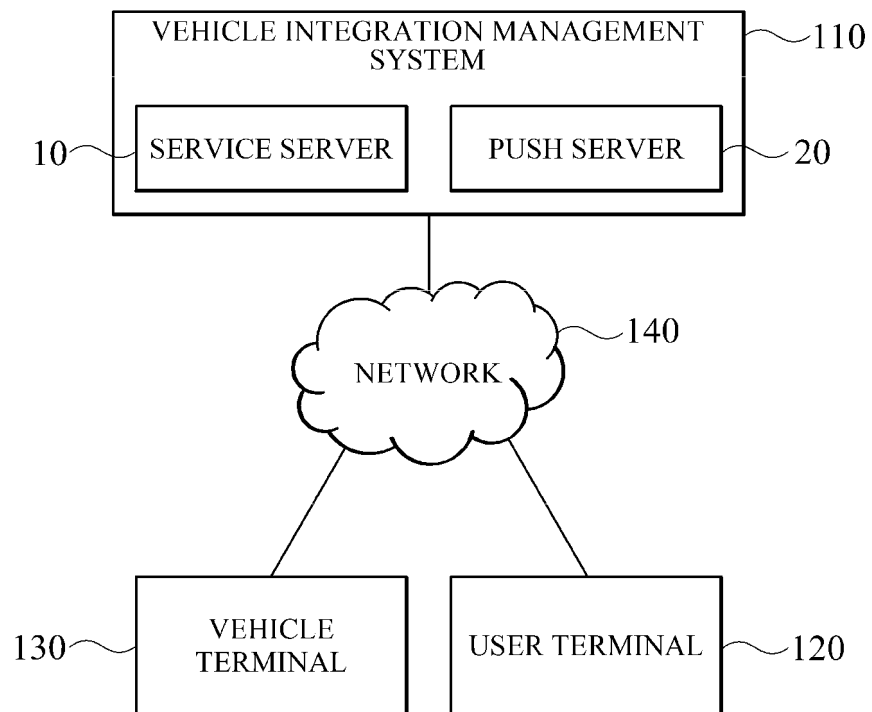 VEHICLE INTEGRATION MANAGEMENT
SYSTEM
110
10
SERVICE SERVER
PUSH SERVER
20
140
NETWORK
130
VEHICLE
TERMINAL
USER TERMINAL
120